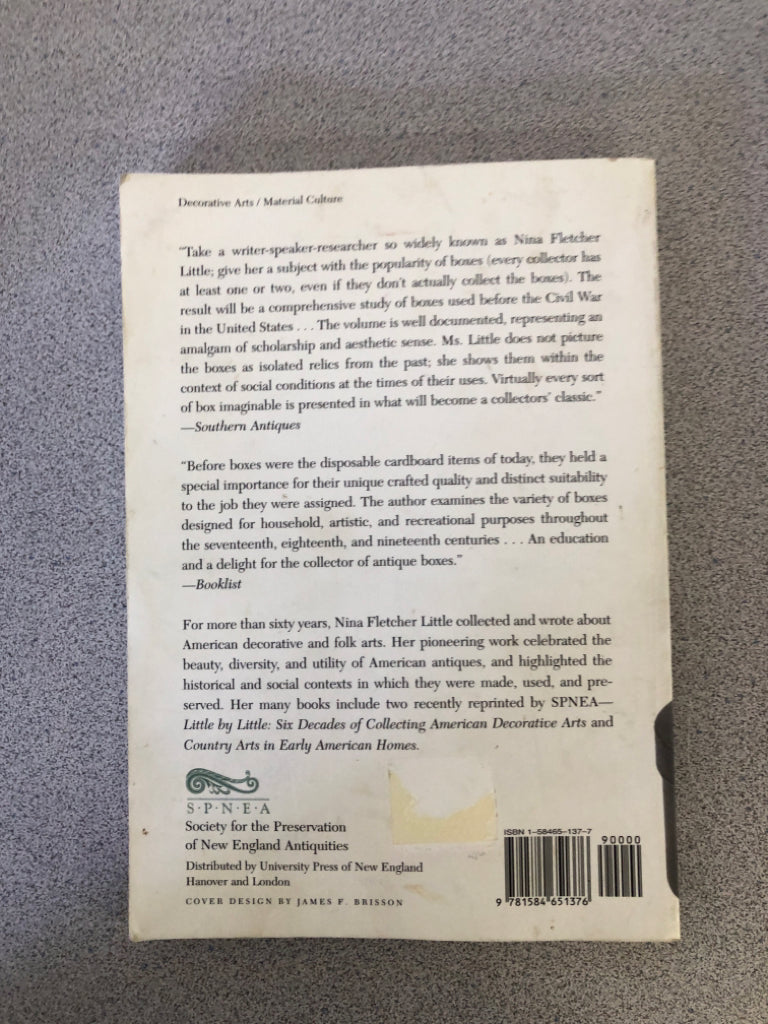 Decorative Arts / Material Culture
"Take a writer-speaker-researcher so widely known as Nina Fletcher
Little; give her a subject with the popularity of boxes (every collector has
at least one or two, even if they don't actually collect the boxes). The
result will be a comprehensive study of boxes used before the Civil War
in the United States . . . The volume is well documented, representing an
amalgam of scholarship and aesthetic sense. Ms. Little does not picture
the boxes as isolated relics from the past; she shows them within the
context of social conditions at the times of their uses. Virtually every sort
of box imaginable is presented in what will become a collectors' classic."
—Southern Antiques
"Before boxes were the disposable cardboard items of today, they held a
special importance for their unique crafted quality and distinct suitability
to the job they were assigned. The author examines the variety of boxes
designed for household, artistic, and recreational purposes throughout
the seventeenth, eighteenth, and nineteenth centuries . . . An education
and a delight for the collector of antique boxes."
—Booklist
For more than sixty years, Nina Fletcher Little collected and wrote about
American decorative and folk arts. Her pioneering work celebrated the
beauty, diversity, and utility of American antiques, and highlighted the
historical and social contexts in which they were made, used, and pre-
served. Her many books include two recently reprinted by SPNEA—
Little by Little: Six Decades of Collecting American Decorative Arts and
Country Arts in Early American Homes.
S·P·N·E·A
Society for the Preservation
of New England Antiquities
Distributed by University Press of New England
Hanover and London
COVER DESIGN BY JAMES F. BRISSON
ISBN 1-58465-137-7
90000
9 781584 651376